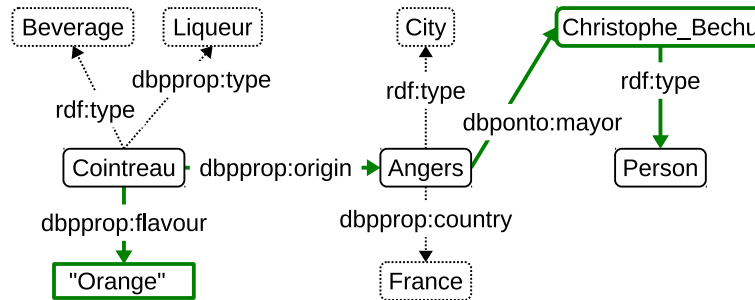 Beverage
Liqueur
City
Christophe_Bechu
dbpprop:type
rdf:type
rdf:type
rdf:type
dbponto:mayor
Cointreau
dbpprop:origin
Angers
Person
dbpprop:flavour
dbpprop:country
"Orange"
France